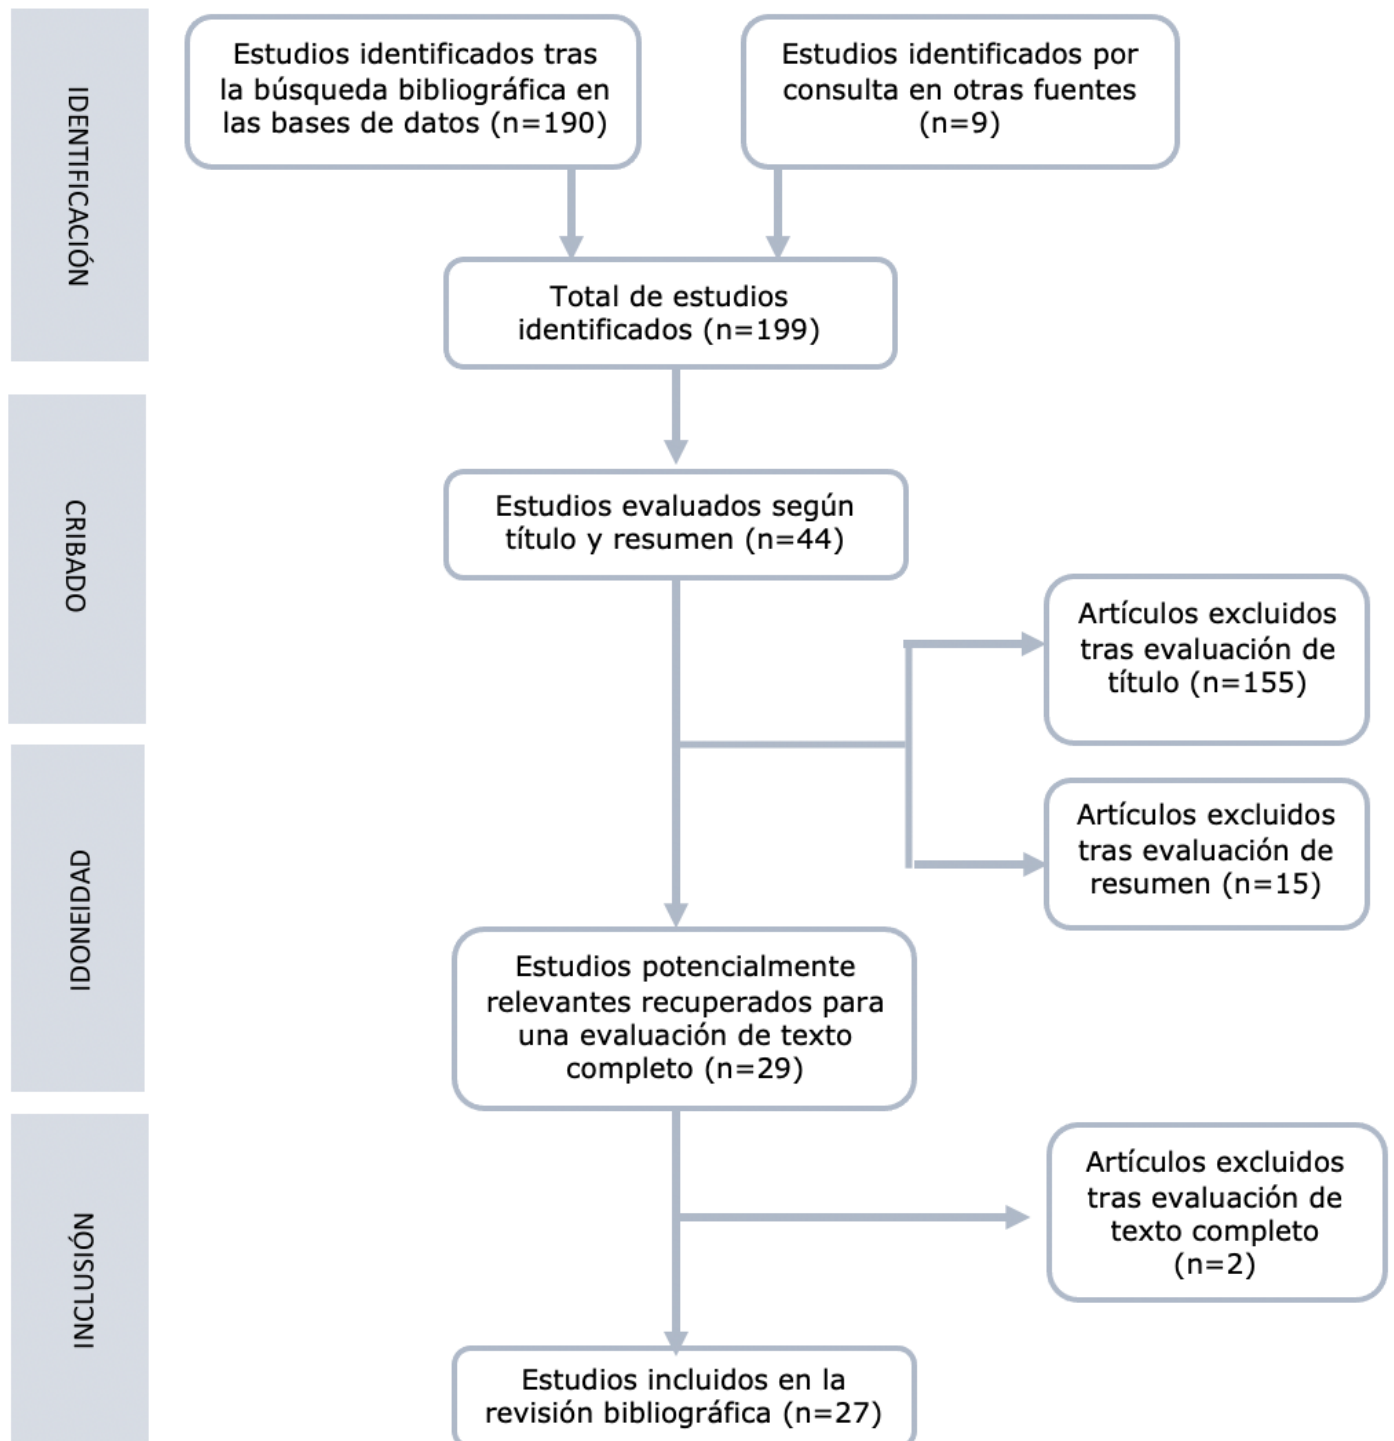 IDENTIFICACIÓN
Estudios identificados tras
la búsqueda bibliográfica en
las bases de datos (n=190)
Estudios identificados por
consulta en otras fuentes
(n=9)
Total de estudios
identificados (n=199)
CRIBADO
Estudios evaluados según
título y resumen (n=44)
Artículos excluidos
tras evaluación de
título (n=155)
IDONEIDAD
Artículos excluidos
tras evaluación de
resumen (n=15)
Estudios potencialmente
relevantes recuperados para
una evaluación de texto
completo (n=29)
INCLUSIÓN
Artículos excluidos
tras evaluación de
texto completo
(n=2)
Estudios incluidos en la
revisión bibliográfica (n=27)